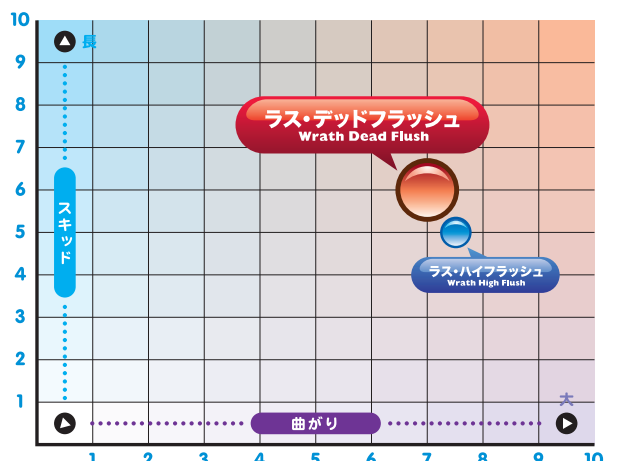 10
9
8
7
6
5
4
3
2
1
長
スキッド
ラス・デッドフラッシュ
Wrath Dead Flush
ラス・ハイフラッシュ
Wrath High Flush
大
曲がり
1 2 3 4 5 6 7 8 9 10